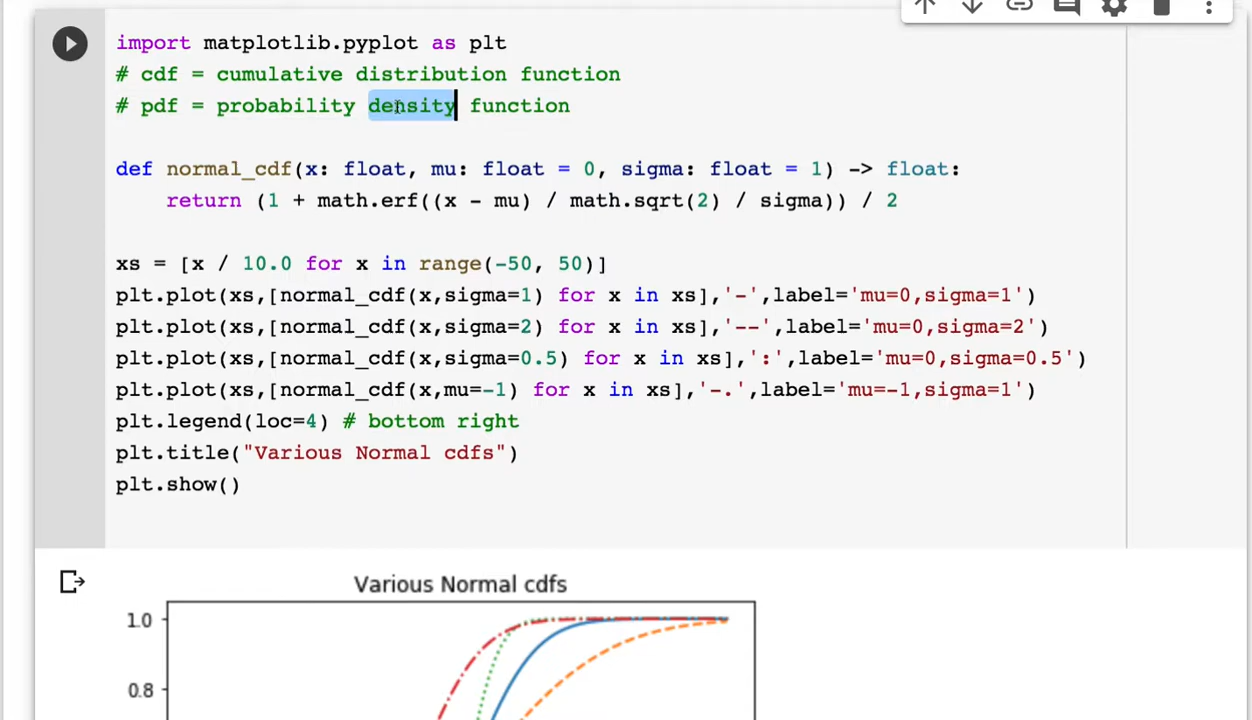 import matplotlib.pyplot as plt
# cdf = cumulative distribution function
# pdf = probability density function
def normal_cdf(x: float, mu: float = 0, sigma: float = 1) -> float:
    return (1 + math.erf((x - mu) / math.sqrt(2) / sigma)) / 2
xs = [x / 10.0 for x in range(-50, 50)]
plt.plot(xs,[normal_cdf(x,sigma=1) for x in xs],'-',label='mu=0,sigma=1')
plt.plot(xs,[normal_cdf(x,sigma=2) for x in xs],'--',label='mu=0,sigma=2')
plt.plot(xs,[normal_cdf(x,sigma=0.5) for x in xs],':',label='mu=0,sigma=0.5')
plt.plot(xs,[normal_cdf(x,mu=-1) for x in xs],'-.',label='mu=-1,sigma=1')
plt.legend(loc=4) # bottom right
plt.title("Various Normal cdfs")
plt.show()
Various Normal cdfs
1.0
0.8